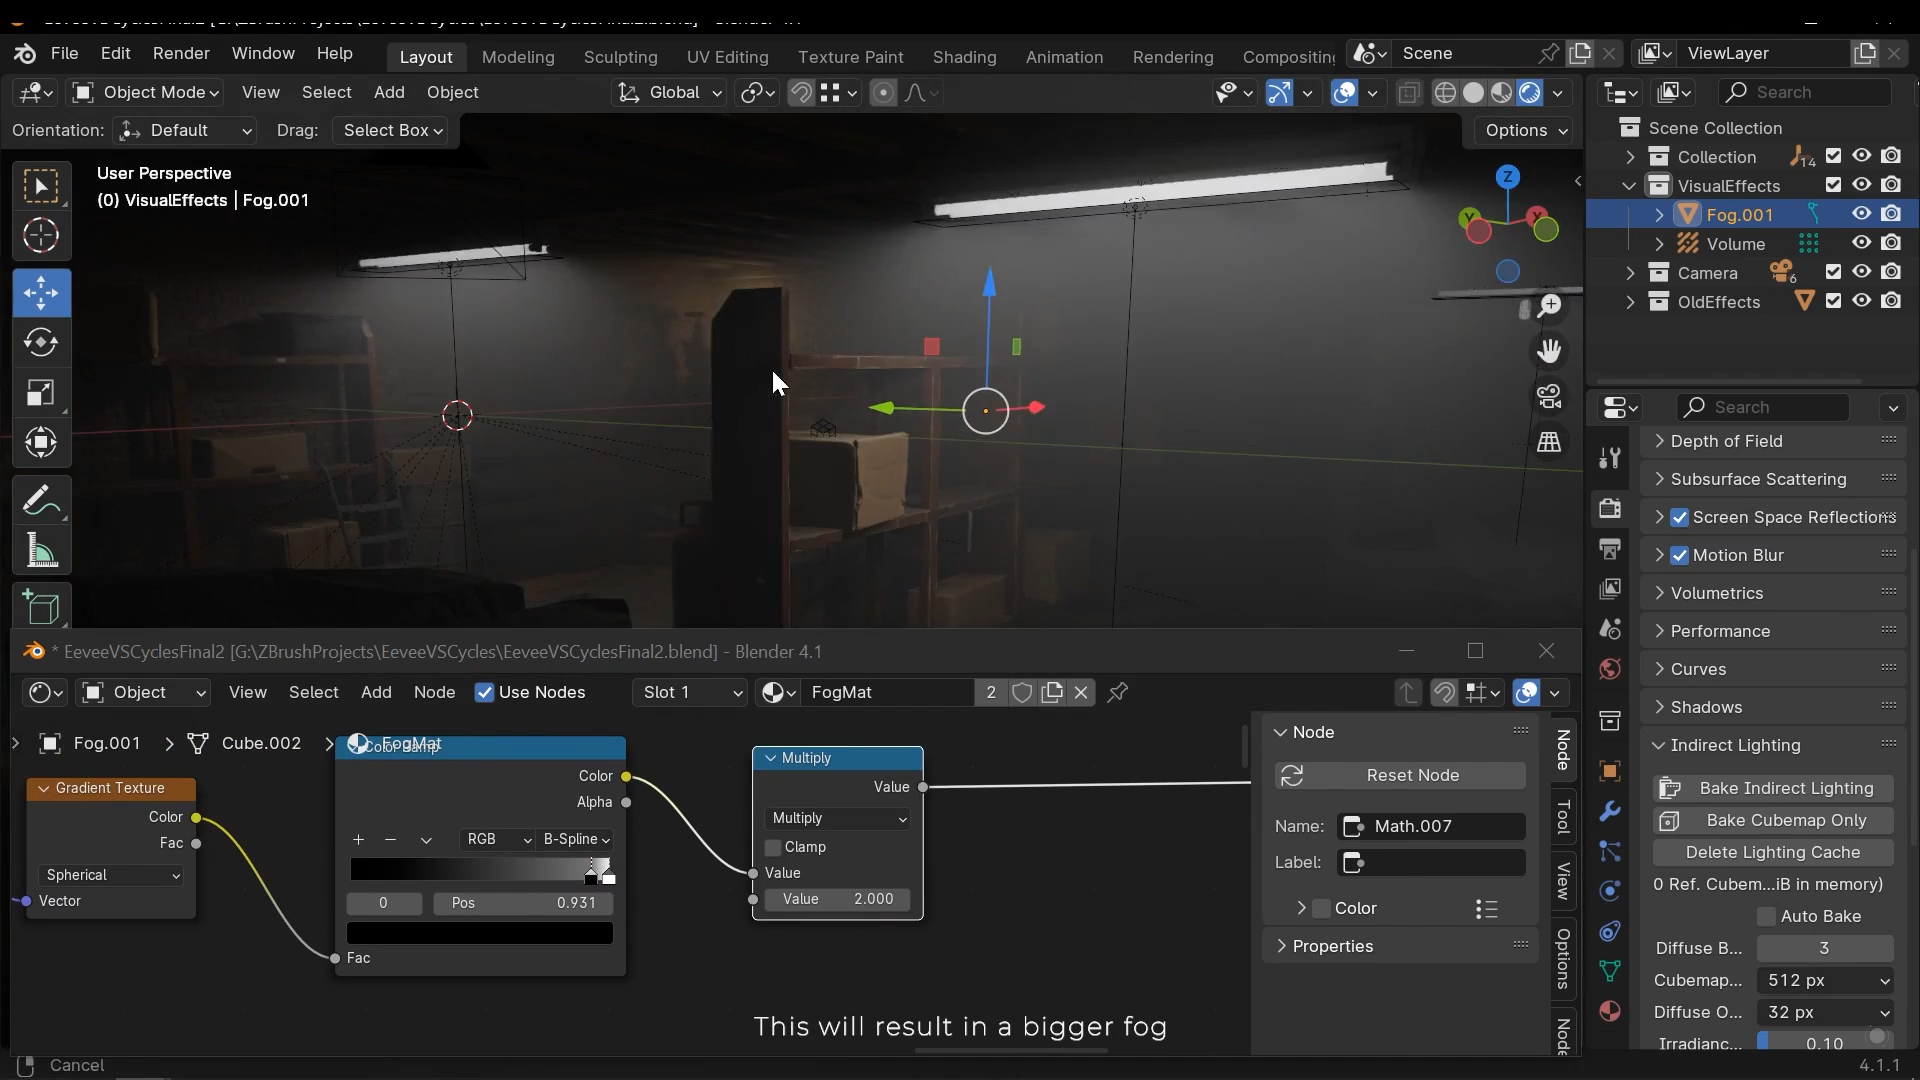 File Edit Render Window Help Layout Modeling Sculpting UV Editing Texture Paint Shading Animation Rendering Compositing Scene ViewLayer
Object Mode View Select Add Object Global Search
Orientation: Default Drag: Select Box Options
User Perspective
(0) VisualEffects | Fog.001
Z
Y
X
Scene Collection
Collection 14
VisualEffects
Fog.001
Volume
Camera 6
OldEffects
Search
Depth of Field
Subsurface Scattering
Screen Space Reflections
Motion Blur
Volumetrics
Performance
Curves
Shadows
Indirect Lighting
Bake Indirect Lighting
Bake Cubemap Only
Delete Lighting Cache
0 Ref. Cubem...iB in memory)
Auto Bake
Diffuse B... 3
Cubemap... 512 px
Diffuse O... 32 px
Irradianc... 0.10
* EeveeVSCyclesFinal2 [G:\ZBrushProjects\EeveeVSCycles\EeveeVSCyclesFinal2.blend] - Blender 4.1
Object View Select Add Node Use Nodes Slot 1 FogMat 2
Fog.001 Cube.002 FogMat
Gradient Texture
Color
Fac
Spherical
Vector
Color Ramp
Color
Alpha
RGB B-Spline
0 Pos 0.931
Fac
Multiply
Value
Multiply
Clamp
Value
Value 2.000
Node
Reset Node
Name: Math.007
Label:
Color
Properties
Node
Tool
View
Options
Node
This will result in a bigger fog
Cancel
4.1.1